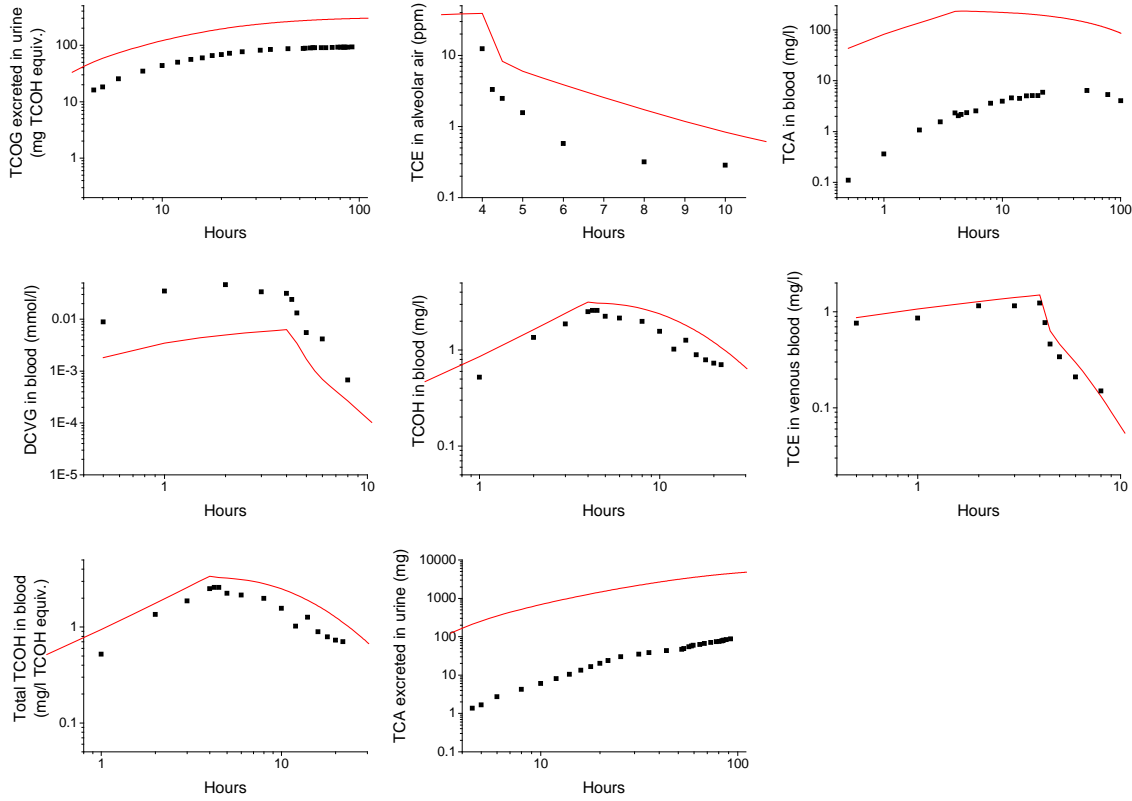 TCOG excreted in urine
(mg TCOH equiv.)
100
10
1
10
100
Hours
TCE in alveolar air (ppm)
10
1
0.1
4
5
6
7
8
9
10
Hours
TCA in blood (mg/l)
100
10
1
0.1
1
10
100
Hours
DCVG in blood (mmol/l)
0.01
1E-3
1E-4
1E-5
1
10
Hours
TCOH in blood (mg/l)
1
0.1
1
10
Hours
TCE in venous blood (mg/l)
1
0.1
1
10
Hours
Total TCOH in blood
(mg/l TCOH equiv.)
1
0.1
1
10
Hours
TCA excreted in urine (mg)
10000
1000
100
10
1
0.1
10
100
Hours